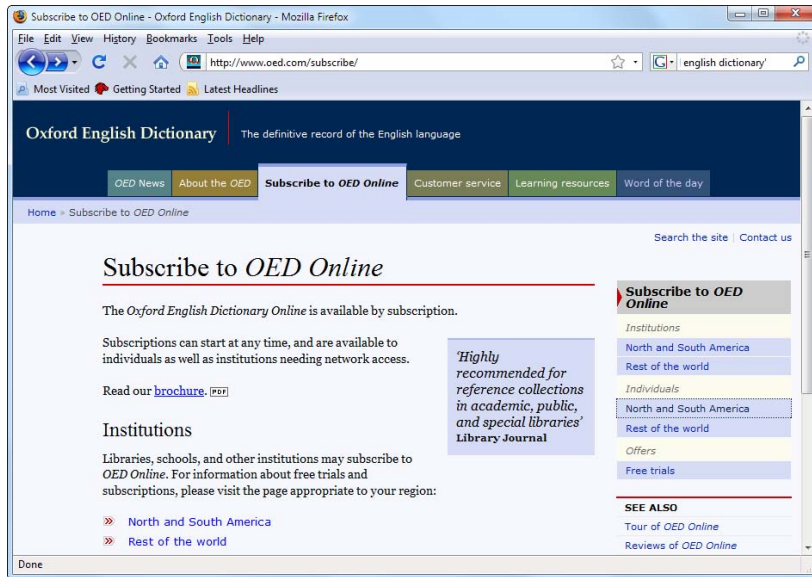 Subscribe to OED Online - Oxford English Dictionary - Mozilla Firefox
File Edit View History Bookmarks Tools Help
http://www.oed.com/subscribe/
G english dictionary'
Most Visited Getting Started Latest Headlines
Oxford English Dictionary The definitive record of the English language
OED News About the OED Subscribe to OED Online Customer service Learning resources Word of the day
Home » Subscribe to OED Online
Search the site | Contact us
Subscribe to OED Online
The Oxford English Dictionary Online is available by subscription.
Subscriptions can start at any time, and are available to
individuals as well as institutions needing network access.
Read our brochure. PDF
'Highly
recommended for
reference collections
in academic, public,
and special libraries'
Library Journal
Institutions
Libraries, schools, and other institutions may subscribe to
OED Online. For information about free trials and
subscriptions, please visit the page appropriate to your region:
» North and South America
» Rest of the world
Subscribe to OED
Online
Institutions
North and South America
Rest of the world
Individuals
North and South America
Rest of the world
Offers
Free trials
SEE ALSO
Tour of OED Online
Reviews of OED Online
Done